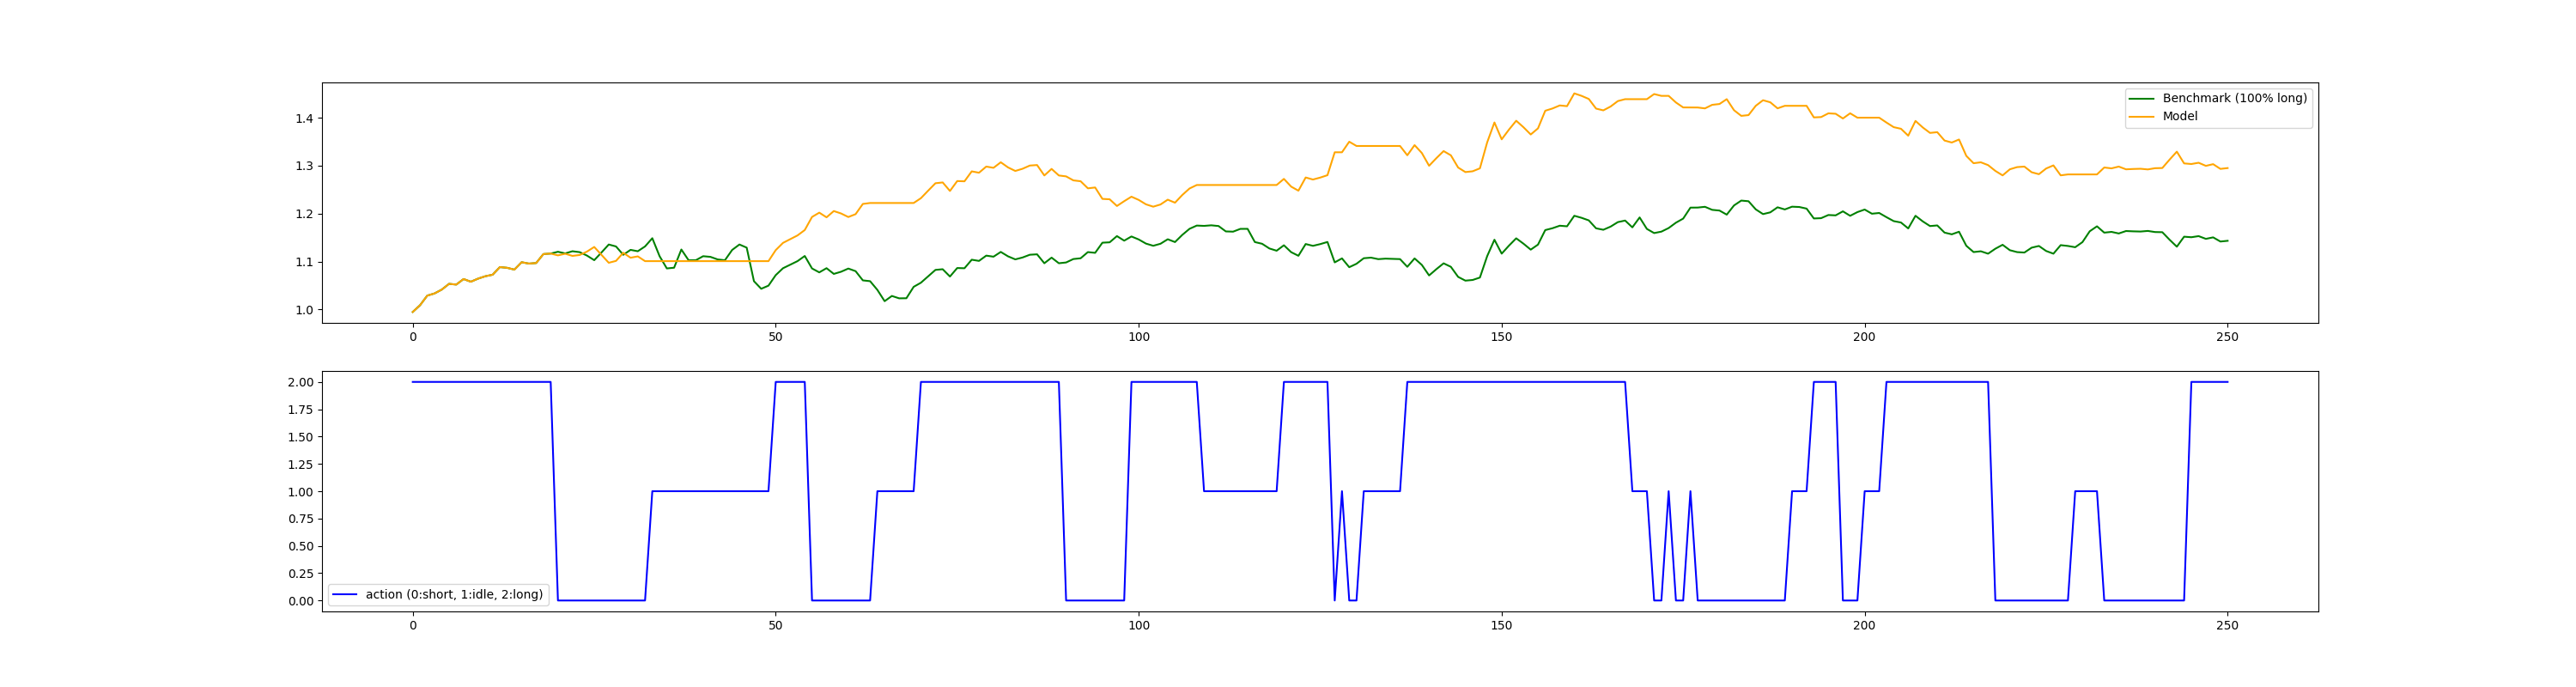 Benchmark (100% long)
Model
1.4
1.3
1.2
1.1
1.0
0 50 100 150 200 250
2.00
1.75
1.50
1.25
1.00
0.75
0.50
0.25
0.00
action (0:short, 1:idle, 2:long)
0 50 100 150 200 250